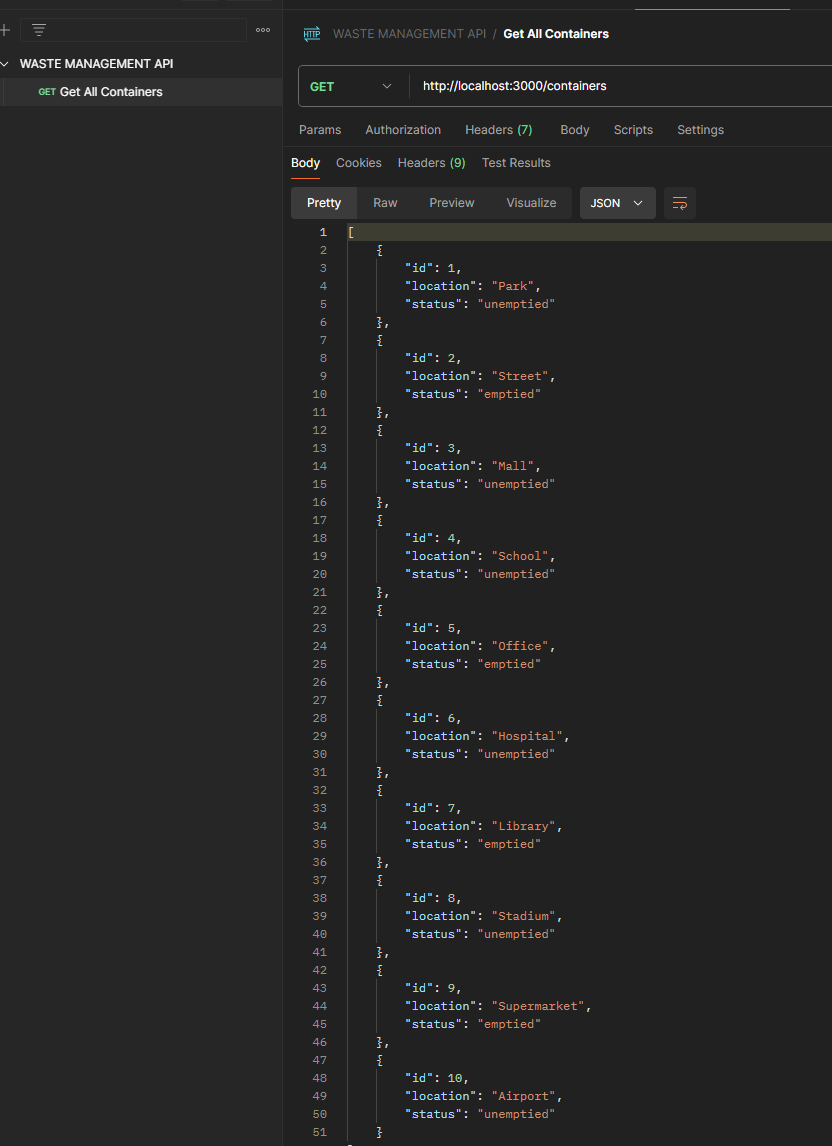 WASTE MANAGEMENT API
GET Get All Containers
HTTP WASTE MANAGEMENT API / Get All Containers
GET http://localhost:3000/containers
Params Authorization Headers (7) Body Scripts Settings
Body Cookies Headers (9) Test Results
Pretty Raw Preview Visualize JSON
1 [
2 {
3 "id": 1,
4 "location": "Park",
5 "status": "unemptied"
6 },
7 {
8 "id": 2,
9 "location": "Street",
10 "status": "emptied"
11 },
12 {
13 "id": 3,
14 "location": "Mall",
15 "status": "unemptied"
16 },
17 {
18 "id": 4,
19 "location": "School",
20 "status": "unemptied"
21 },
22 {
23 "id": 5,
24 "location": "Office",
25 "status": "emptied"
26 },
27 {
28 "id": 6,
29 "location": "Hospital",
30 "status": "unemptied"
31 },
32 {
33 "id": 7,
34 "location": "Library",
35 "status": "emptied"
36 },
37 {
38 "id": 8,
39 "location": "Stadium",
40 "status": "unemptied"
41 },
42 {
43 "id": 9,
44 "location": "Supermarket",
45 "status": "emptied"
46 },
47 {
48 "id": 10,
49 "location": "Airport",
50 "status": "unemptied"
51 }